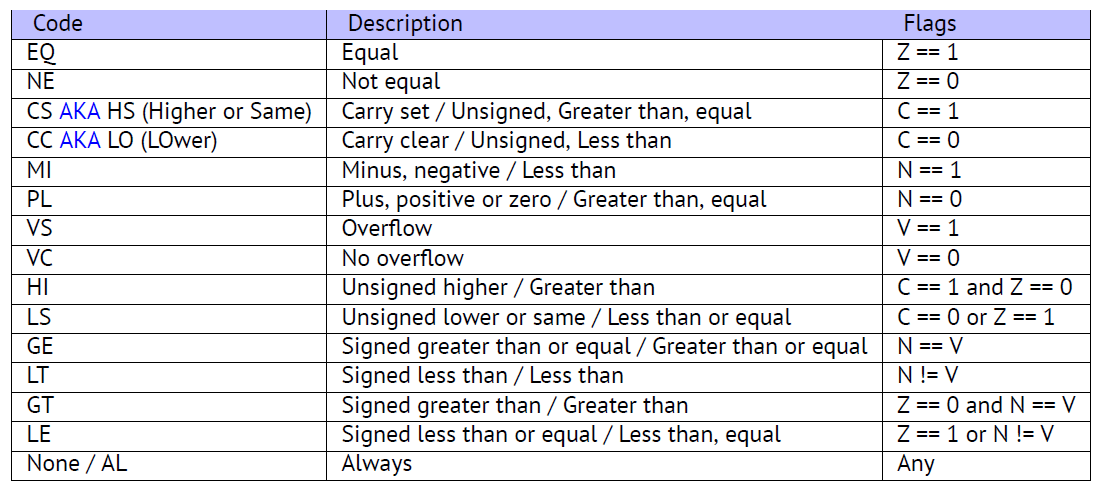 Code Description Flags
EQ Equal Z == 1
NE Not equal Z == 0
CS AKA HS (Higher or Same) Carry set / Unsigned, Greater than, equal C == 1
CC AKA LO (LOwer) Carry clear / Unsigned, Less than C == 0
MI Minus, negative / Less than N == 1
PL Plus, positive or zero / Greater than, equal N == 0
VS Overflow V == 1
VC No overflow V == 0
HI Unsigned higher / Greater than C == 1 and Z == 0
LS Unsigned lower or same / Less than or equal C == 0 or Z == 1
GE Signed greater than or equal / Greater than or equal N == V
LT Signed less than / Less than N != V
GT Signed greater than / Greater than Z == 0 and N == V
LE Signed less than or equal / Less than, equal Z == 1 or N != V
None / AL Always Any